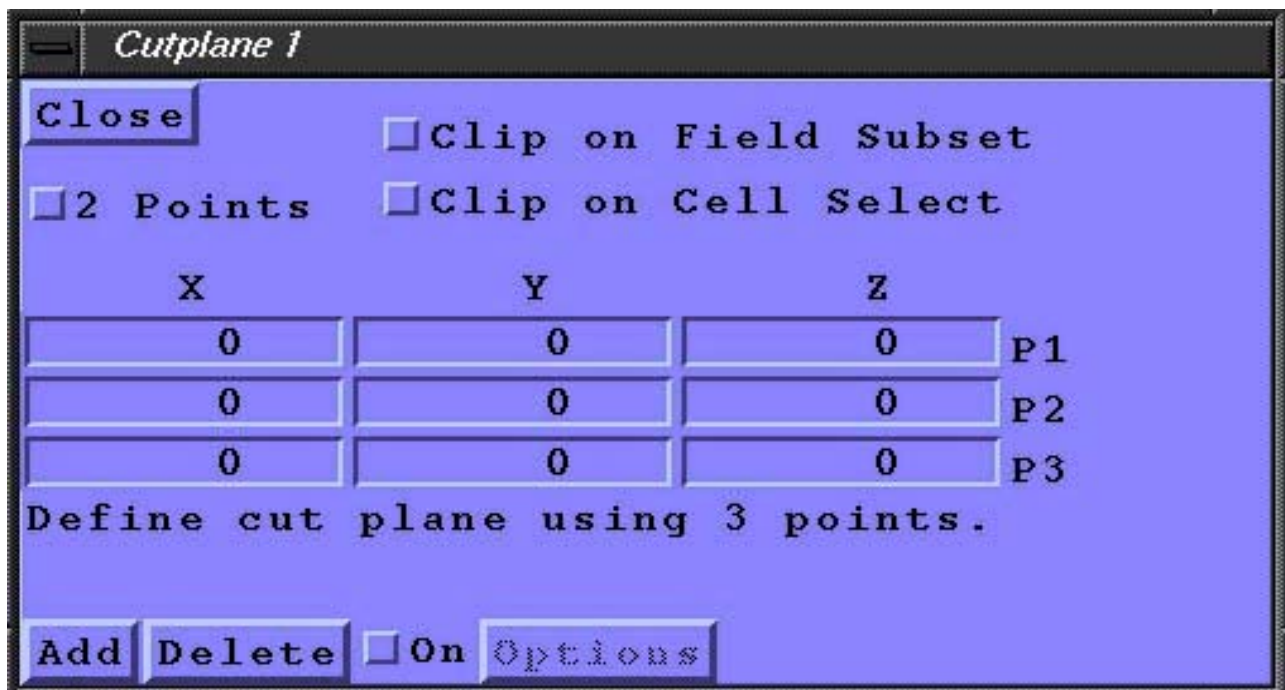 Cutplane 1
Close
Clip on Field Subset
2 Points
Clip on Cell Select
X Y Z
0 0 0 P1
0 0 0 P2
0 0 0 P3
Define cut plane using 3 points.
Add Delete On Options